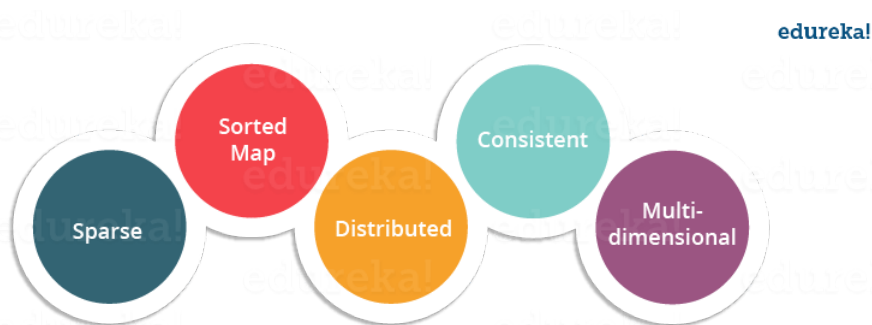 edureka!
Sorted
Map
Consistent
Sparse
Distributed
Multi-
dimensional